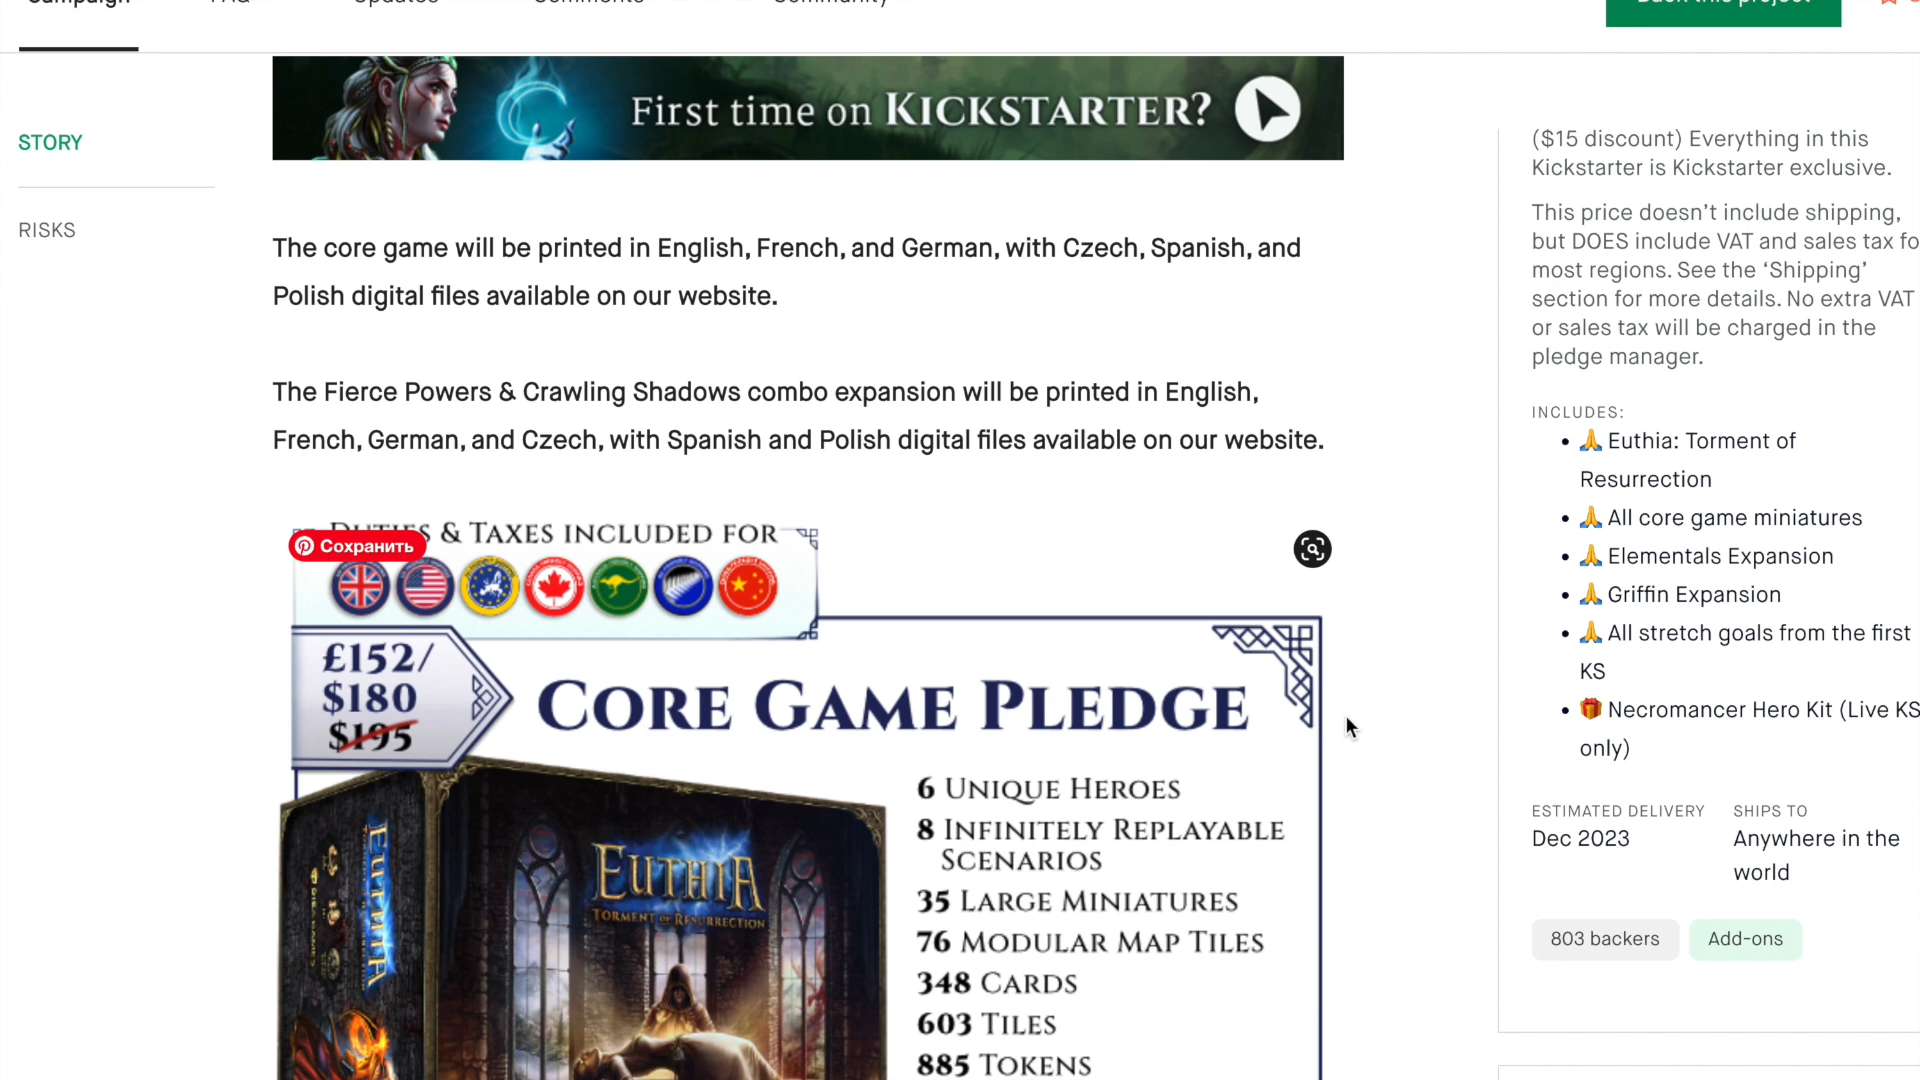 Campaign
FAQ
Updates
Comments
Community
Back this project
First time on KICKSTARTER?
STORY
RISKS
The core game will be printed in English, French, and German, with Czech, Spanish, and
Polish digital files available on our website.
The Fierce Powers & Crawling Shadows combo expansion will be printed in English,
French, German, and Czech, with Spanish and Polish digital files available on our website.
DUTIES & TAXES INCLUDED FOR
Сохранить
£152/
$180
$195
CORE GAME PLEDGE
6 UNIQUE HEROES
8 INFINITELY REPLAYABLE
SCENARIOS
35 LARGE MINIATURES
76 MODULAR MAP TILES
348 CARDS
603 TILES
885 TOKENS
EUTHIA
TORMENT OF RESURRECTION
EUTHIA
($15 discount) Everything in this
Kickstarter is Kickstarter exclusive.
This price doesn’t include shipping,
but DOES include VAT and sales tax fo
most regions. See the ‘Shipping’
section for more details. No extra VAT
or sales tax will be charged in the
pledge manager.
INCLUDES:
• 🙏 Euthia: Torment of
Resurrection
• 🙏 All core game miniatures
• 🙏 Elementals Expansion
• 🙏 Griffin Expansion
• 🙏 All stretch goals from the first
KS
• 🎁 Necromancer Hero Kit (Live KS
only)
ESTIMATED DELIVERY
Dec 2023
SHIPS TO
Anywhere in the
world
803 backers
Add-ons